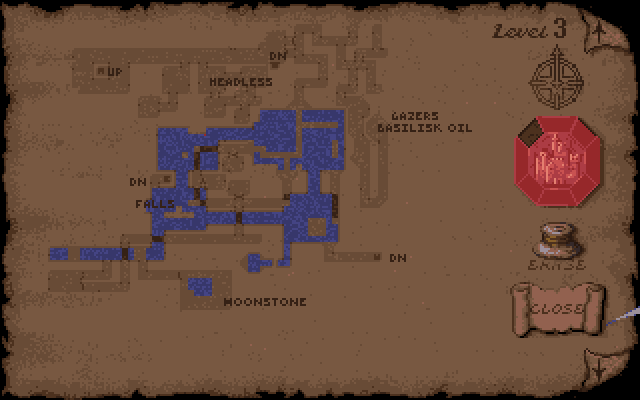 Level 3
DN
UP
HEADLESS
GAZERS
BASILISK OIL
DN
FALLS
DN
MOONSTONE
ERASE
CLOSE